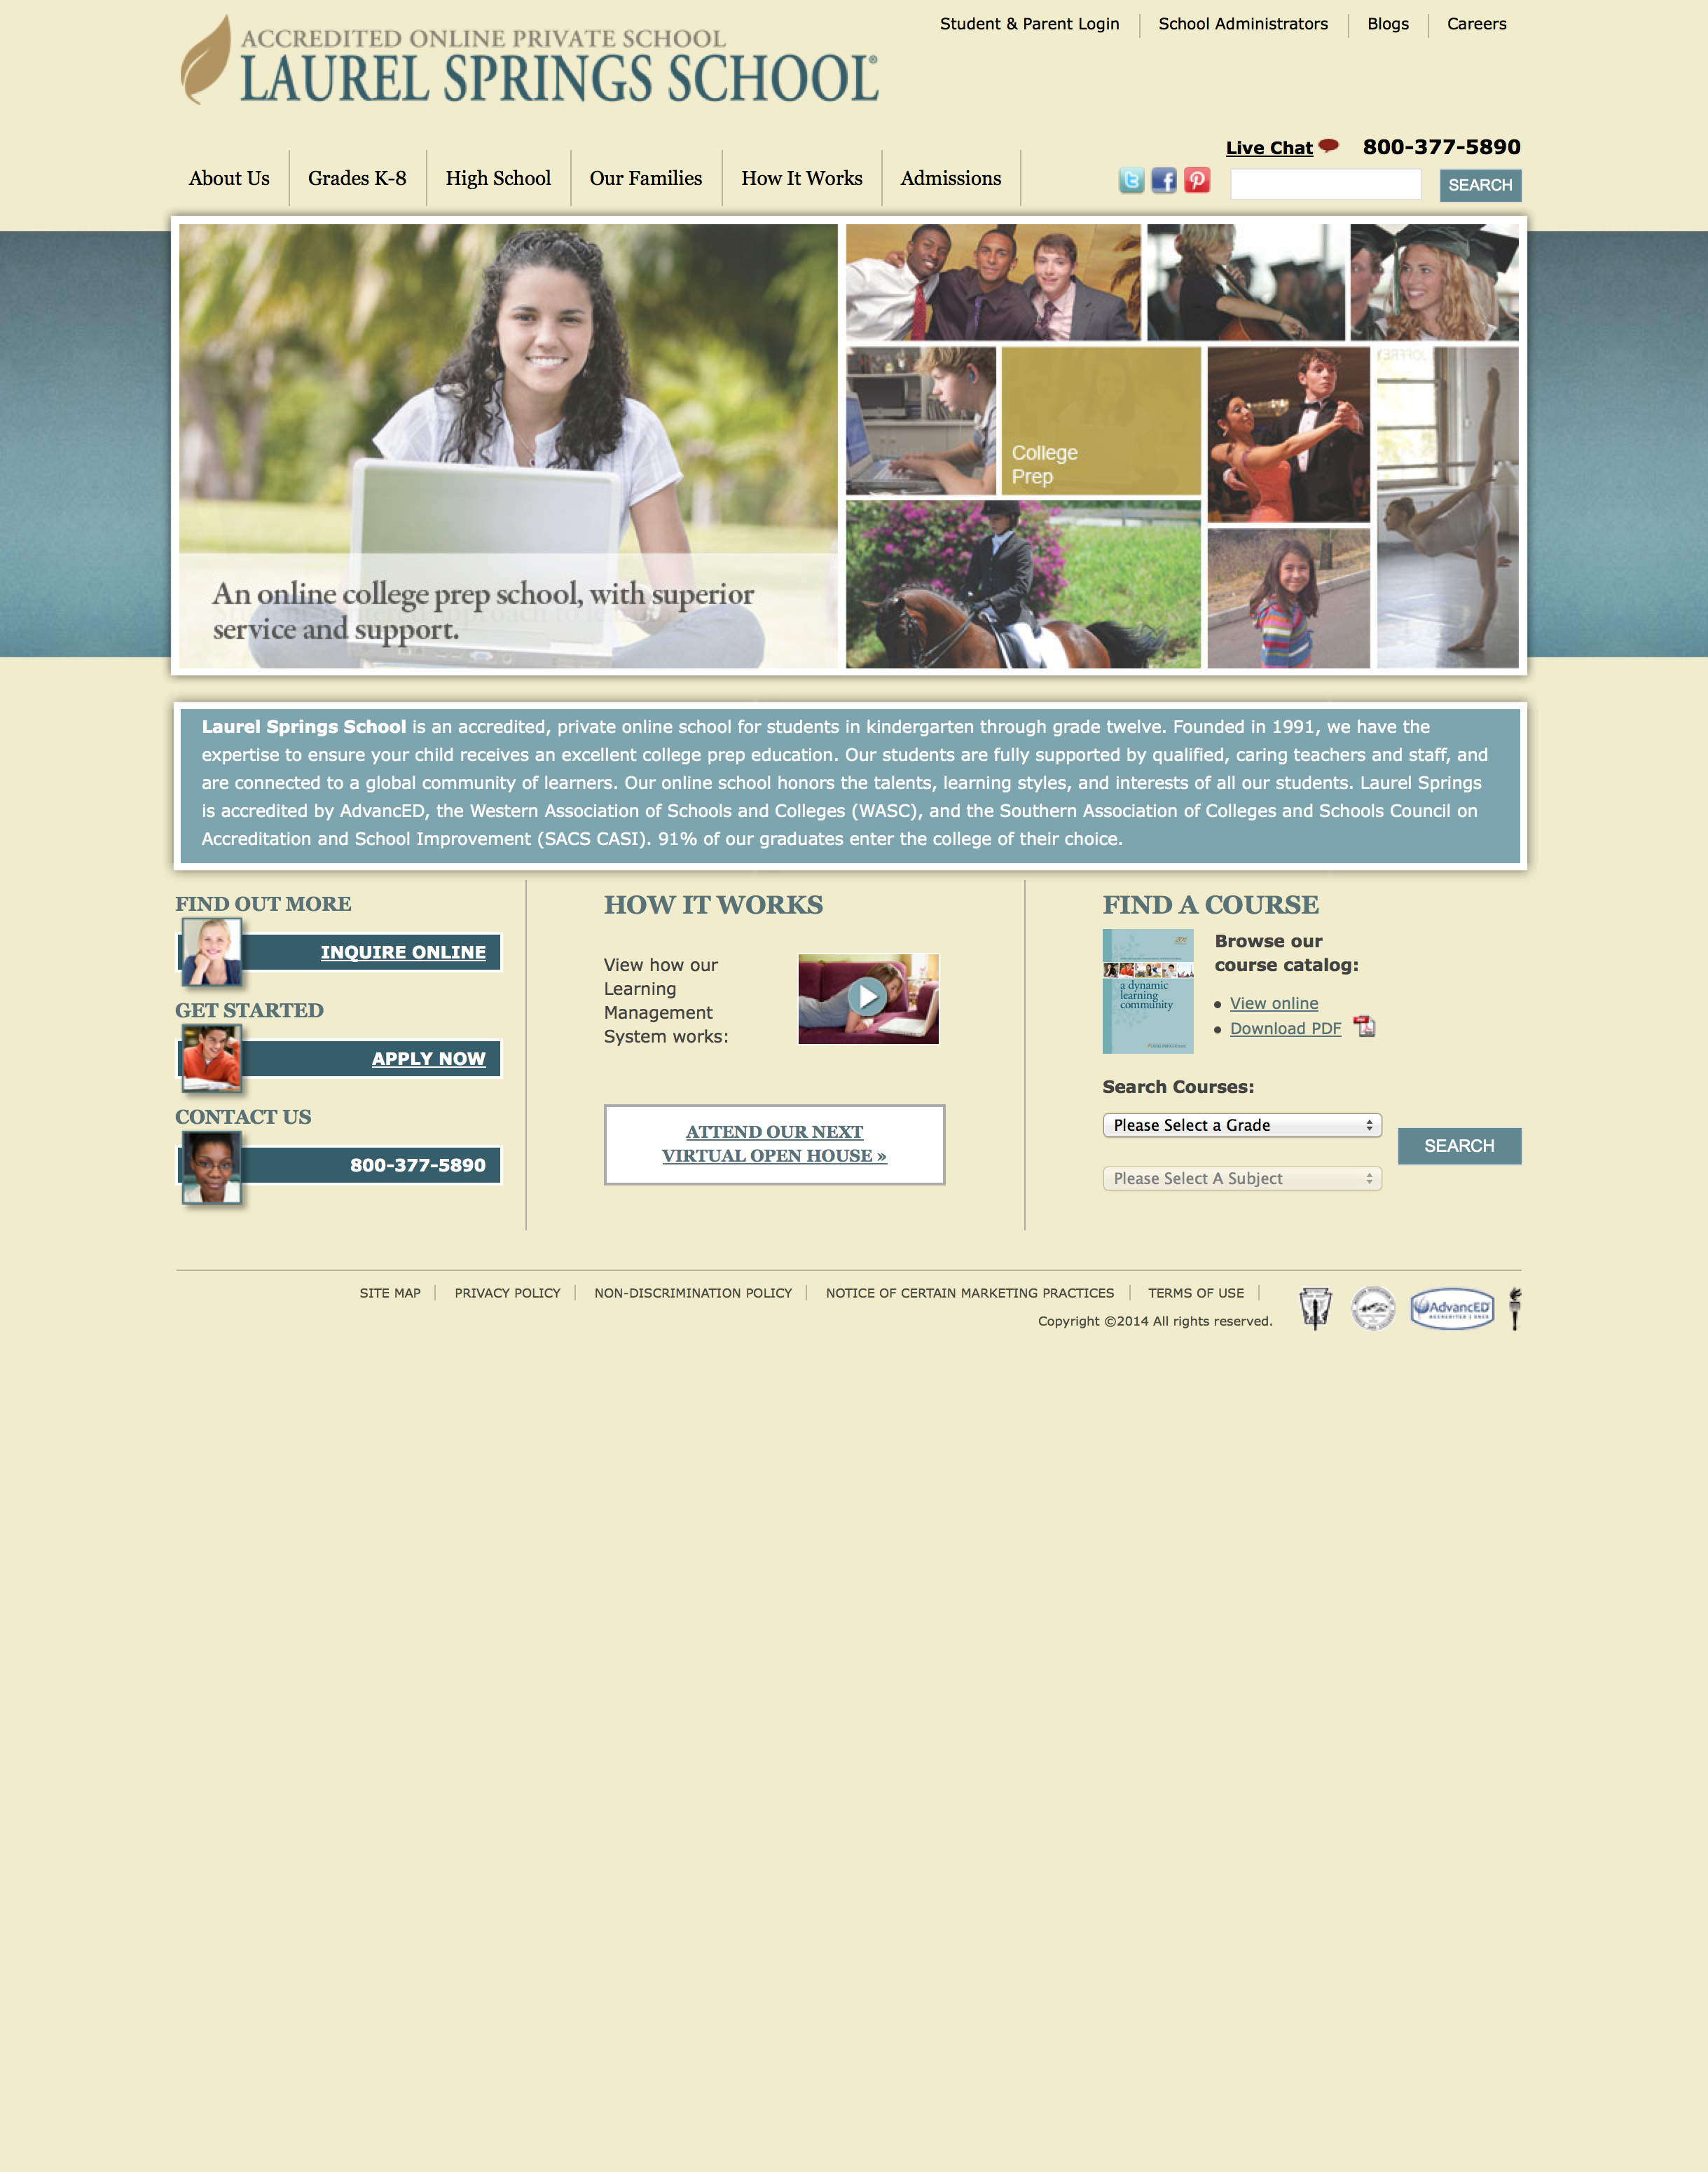 Student & Parent Login
School Administrators
Blogs
Careers
ACCREDITED ONLINE PRIVATE SCHOOL
LAUREL SPRINGS SCHOOL®
Live Chat
800-377-5890
About Us
Grades K-8
High School
Our Families
How It Works
Admissions
SEARCH
JOFFREY
College
Prep
An online college prep school, with superior
service and support.
Laurel Springs School is an accredited, private online school for students in kindergarten through grade twelve. Founded in 1991, we have the
expertise to ensure your child receives an excellent college prep education. Our students are fully supported by qualified, caring teachers and staff, and
are connected to a global community of learners. Our online school honors the talents, learning styles, and interests of all our students. Laurel Springs
is accredited by AdvancED, the Western Association of Schools and Colleges (WASC), and the Southern Association of Colleges and Schools Council on
Accreditation and School Improvement (SACS CASI). 91% of our graduates enter the college of their choice.
FIND OUT MORE
INQUIRE ONLINE
GET STARTED
APPLY NOW
CONTACT US
800-377-5890
HOW IT WORKS
View how our
Learning
Management
System works:
ATTEND OUR NEXT
VIRTUAL OPEN HOUSE »
FIND A COURSE
a dynamic
learning
community
Browse our
course catalog:
• View online
• Download PDF
Search Courses:
Please Select a Grade
Please Select A Subject
SEARCH
SITE MAP
PRIVACY POLICY
NON-DISCRIMINATION POLICY
NOTICE OF CERTAIN MARKETING PRACTICES
TERMS OF USE
Copyright ©2014 All rights reserved.
AdvancED